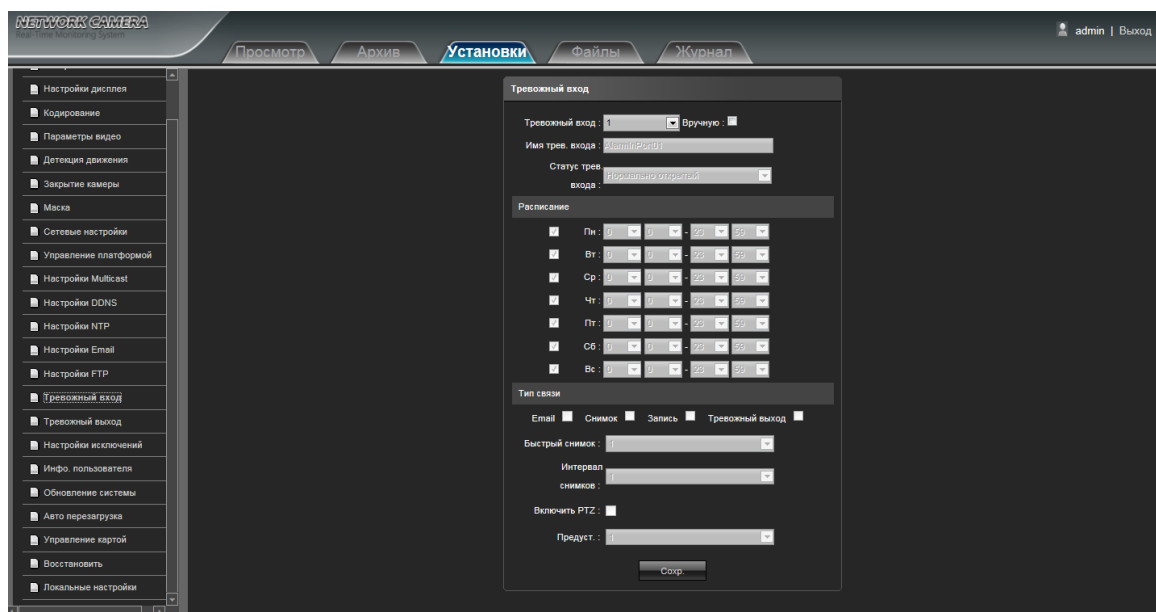 NETWORK CAMERA
Real-Time Monitoring System
admin | Выход
Просмотр Архив Установки Файлы Журнал
Настройки дисплея
Кодирование
Параметры видео
Детекция движения
Закрытие камеры
Маска
Сетевые настройки
Управление платформой
Настройки Multicast
Настройки DDNS
Настройки NTP
Настройки Email
Настройки FTP
Тревожный вход
Тревожный выход
Настройки исключений
Инфо. пользователя
Обновление системы
Авто перезагрузка
Управление картой
Восстановить
Локальные настройки
Тревожный вход
Тревожный вход : 1 Вручную :
Имя трев. входа : AlarmInPort01
Статус трев.
входа : Нормально открытый
Расписание
Пн : 0 0 - 23 59
Вт : 0 0 - 23 59
Ср : 0 0 - 23 59
Чт : 0 0 - 23 59
Пт : 0 0 - 23 59
Сб : 0 0 - 23 59
Вс : 0 0 - 23 59
Тип связи
Email Снимок Запись Тревожный выход
Быстрый снимок : 1
Интервал
снимков : 1
Включить PTZ :
Предуст. : 1
Сохр.